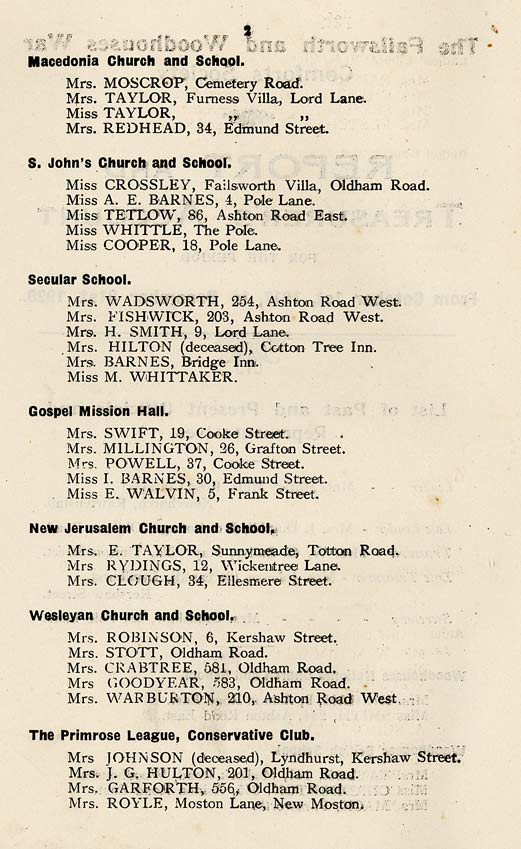 2
Macedonia Church and School.
Mrs. MOSCROP, Cemetery Road.
Mrs. TAYLOR, Furness Villa, Lord Lane.
Miss TAYLOR, ,, ,,
Mrs. REDHEAD, 34, Edmund Street.
S. John's Church and School.
Miss CROSSLEY, Failsworth Villa, Oldham Road.
Miss A. E. BARNES, 4, Pole Lane.
Miss TETLOW, 86, Ashton Road East.
Miss WHITTLE, The Pole.
Miss COOPER, 18, Pole Lane.
Secular School.
Mrs. WADSWORTH, 254, Ashton Road West.
Mrs. FISHWICK, 203, Ashton Road West.
Mrs. H. SMITH, 9, Lord Lane.
Mrs. HILTON (deceased), Cotton Tree Inn.
Mrs. BARNES, Bridge Inn.
Miss M. WHITTAKER.
Gospel Mission Hall.
Mrs. SWIFT, 19, Cooke Street.
Mrs. MILLINGTON, 26, Grafton Street.
Mrs. POWELL, 37, Cooke Street.
Miss I. BARNES, 30, Edmund Street.
Miss E. WALVIN, 5, Frank Street.
New Jerusalem Church and School,
Mrs. E. TAYLOR, Sunnymeade, Totton Road.
Mrs RYDINGS, 12, Wickentree Lane.
Mrs. CLOUGH, 34, Ellesmere Street.
Wesleyan Church and School.
Mrs. ROBINSON, 6, Kershaw Street.
Mrs. STOTT, Oldham Road.
Mrs. CRABTREE, 581, Oldham Road.
Mrs GOODYEAR, 583, Oldham Road.
Mrs. WARBURTON, 210, Ashton Road West.
The Primrose League, Conservative Club.
Mrs JOHNSON (deceased), Lyndhurst, Kershaw Street.
Mrs. J. G. HULTON, 201, Oldham Road.
Mrs. GARFORTH, 556, Oldham Road.
Mrs. ROYLE, Moston Lane, New Moston.